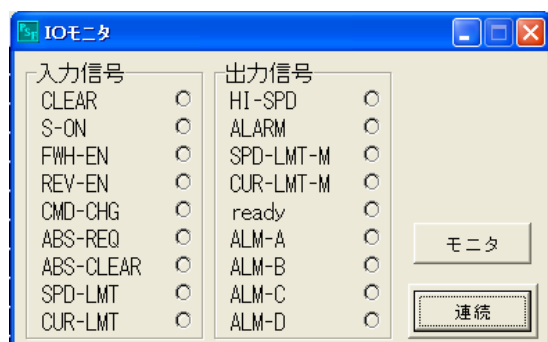 IOモニタ
入力信号
CLEAR
S-ON
FWH-EN
REV-EN
CMD-CHG
ABS-REQ
ABS-CLEAR
SPD-LMT
CUR-LMT
出力信号
HI-SPD
ALARM
SPD-LMT-M
CUR-LMT-M
ready
ALM-A
ALM-B
ALM-C
ALM-D
モニタ
連続